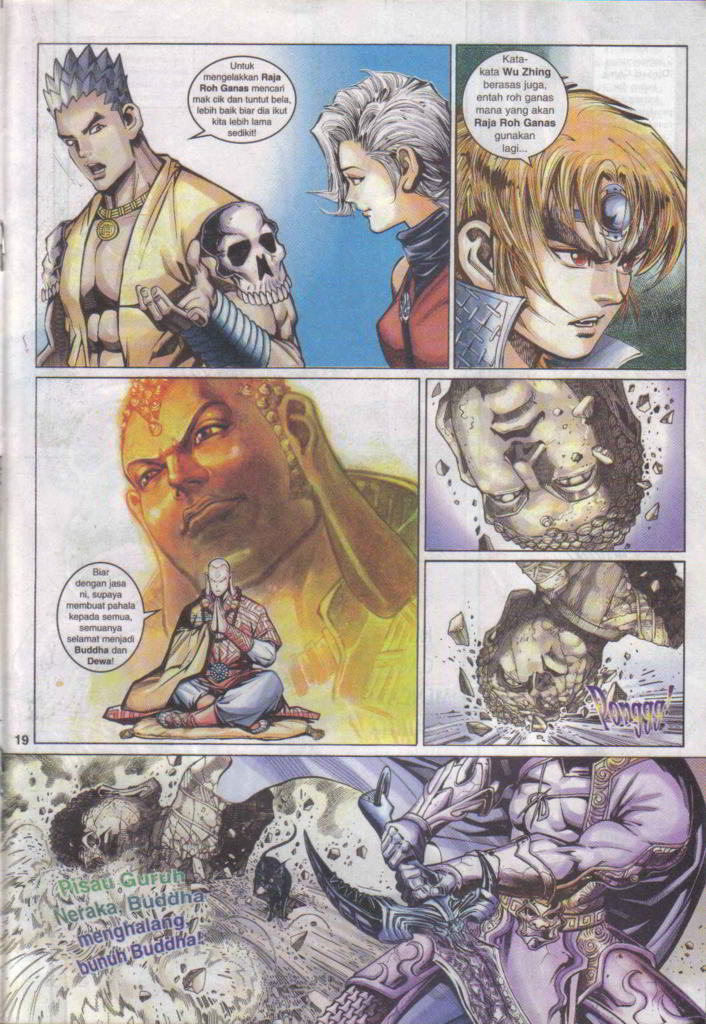 Untuk
mengelakkan Raja
Roh Ganas mencari
mak cik dan tuntut bela,
lebih baik biar dia ikut
kita lebih lama
sedikit!
Kata-
kata Wu Zhing
berasas juga,
entah roh ganas
mana yang akan
Raja Roh Ganas
gunakan
lagi...
Biar
dengan jasa
ni, supaya
membuat pahala
kepada semua,
semuanya
selamat menjadi
Buddha dan
Dewa!
Pongggg!
19
Pisau Guruh
Neraka, Buddha
menghalang,
bunuh Buddha!